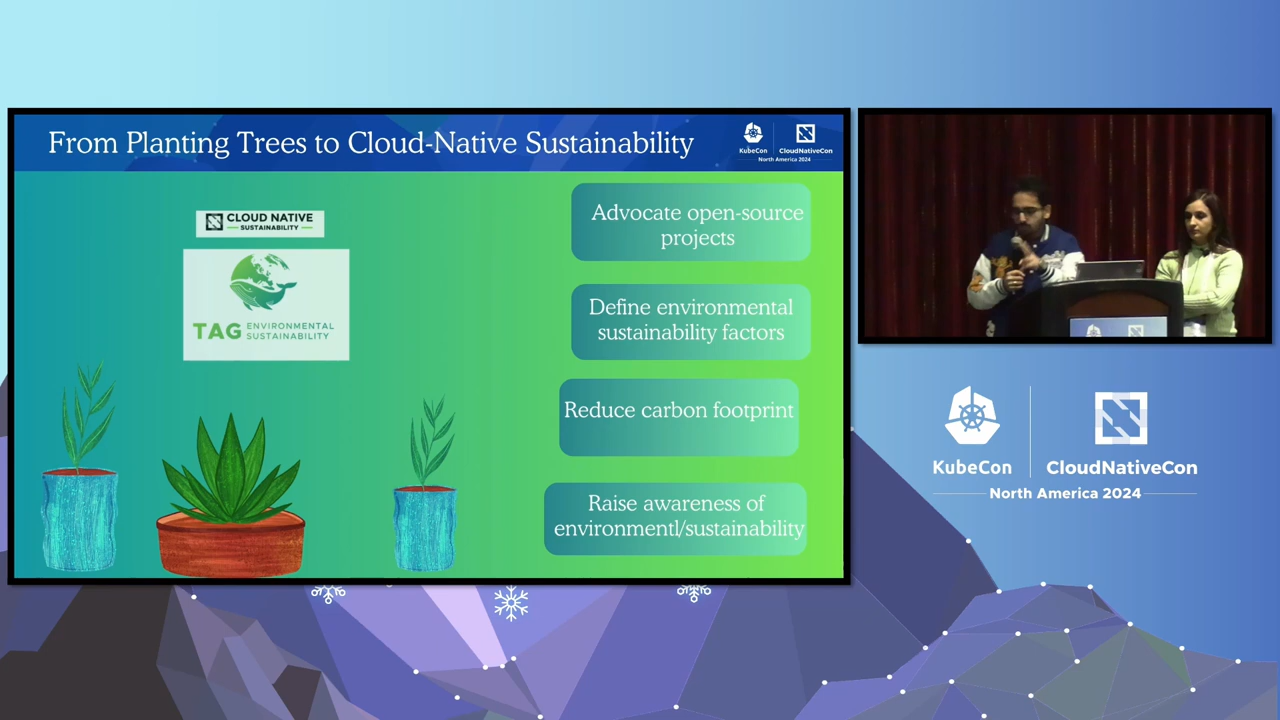 From Planting Trees to Cloud-Native Sustainability
KubeCon
CloudNativeCon
North America 2024
CLOUD NATIVE
SUSTAINABILITY
TAG ENVIRONMENTAL
SUSTAINABILITY
Advocate open-source
projects
Define environmental
sustainability factors
Reduce carbon footprint
Raise awareness of
environmentl/sustainability
KubeCon
CloudNativeCon
North America 2024